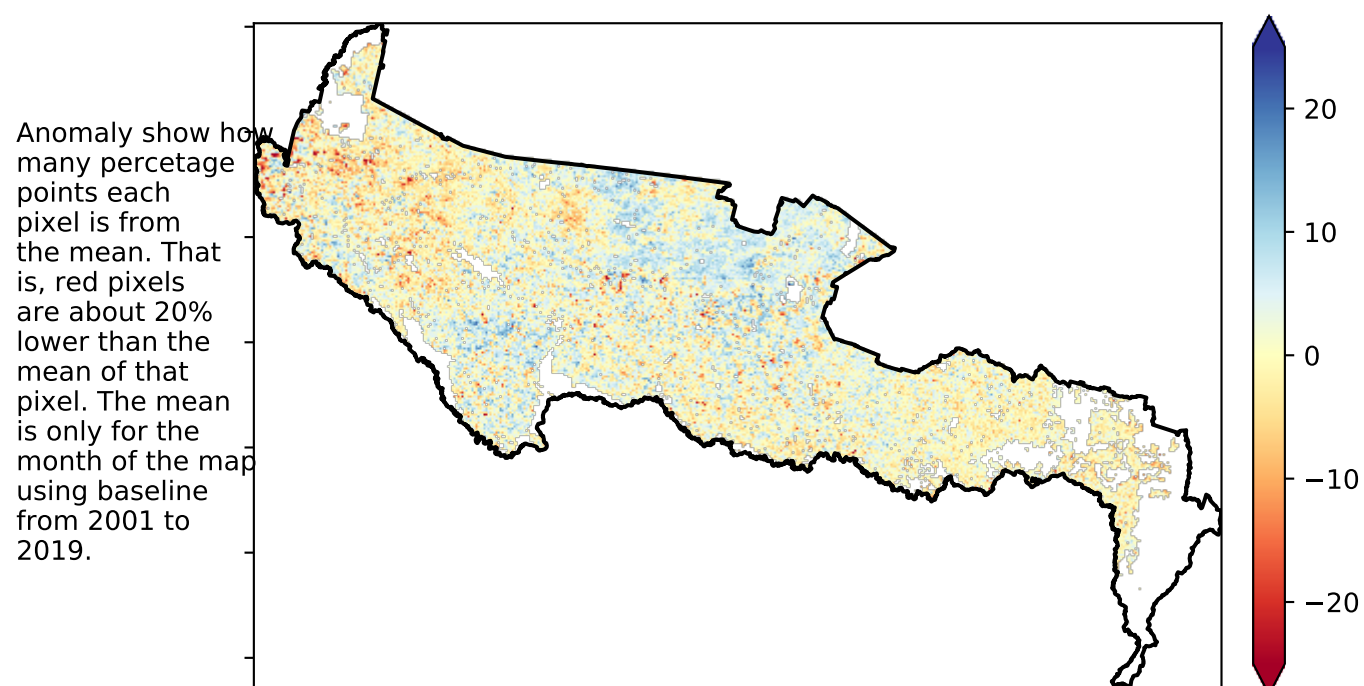 Anomaly show how
many percetage
points each
pixel is from
the mean. That
is, red pixels
are about 20%
lower than the
mean of that
pixel. The mean
is only for the
month of the map
using baseline
from 2001 to
2019.
20
10
0
−10
−20